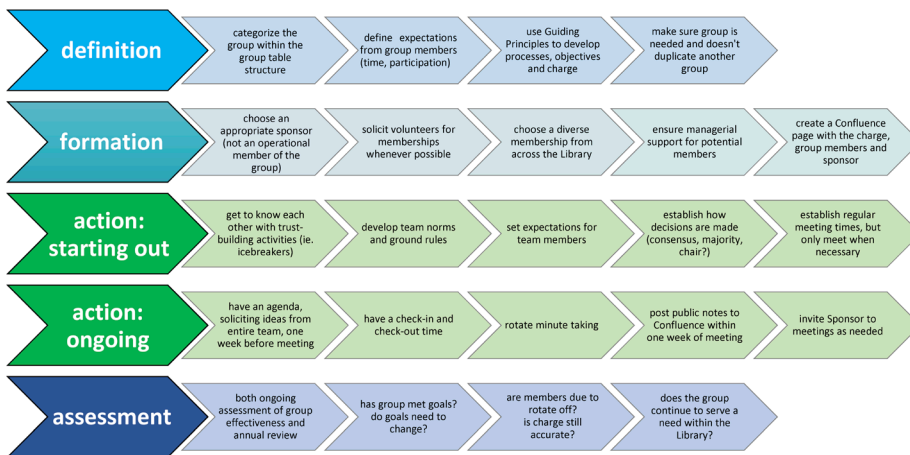 definition
categorize the
group within the
group table
structure
define expectations
from group members
(time, participation)
use Guiding
Principles to develop
processes, objectives
and charge
make sure group is
needed and doesn't
duplicate another
group
formation
choose an
appropriate sponsor
(not an operational
member of the
group)
solicit volunteers for
memberships
whenever possible
choose a diverse
membership from
across the Library
ensure managerial
support for potential
members
create a Confluence
page with the charge,
group members and
sponsor
action:
starting out
get to know each
other with trust-
building activities (ie.
icebreakers)
develop team norms
and ground rules
set expectations for
team members
establish how
decisions are made
(consensus, majority,
chair?)
establish regular
meeting times, but
only meet when
necessary
action:
ongoing
have an agenda,
soliciting ideas from
entire team, one
week before meeting
have a check-in and
check-out time
rotate minute taking
post public notes to
Confluence within
one week of meeting
invite Sponsor to
meetings as needed
assessment
both ongoing
assessment of group
effectiveness and
annual review
has group met goals?
do goals need to
change?
are members due to
rotate off?
is charge still
accurate?
does the group
continue to serve a
need within the
Library?